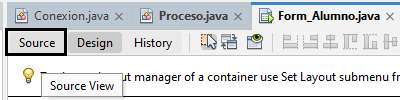 Conexion.java Proceso.java Form_Alumno.java
Source Design History
out manager of a container use Set Layout submenu fr
Source View